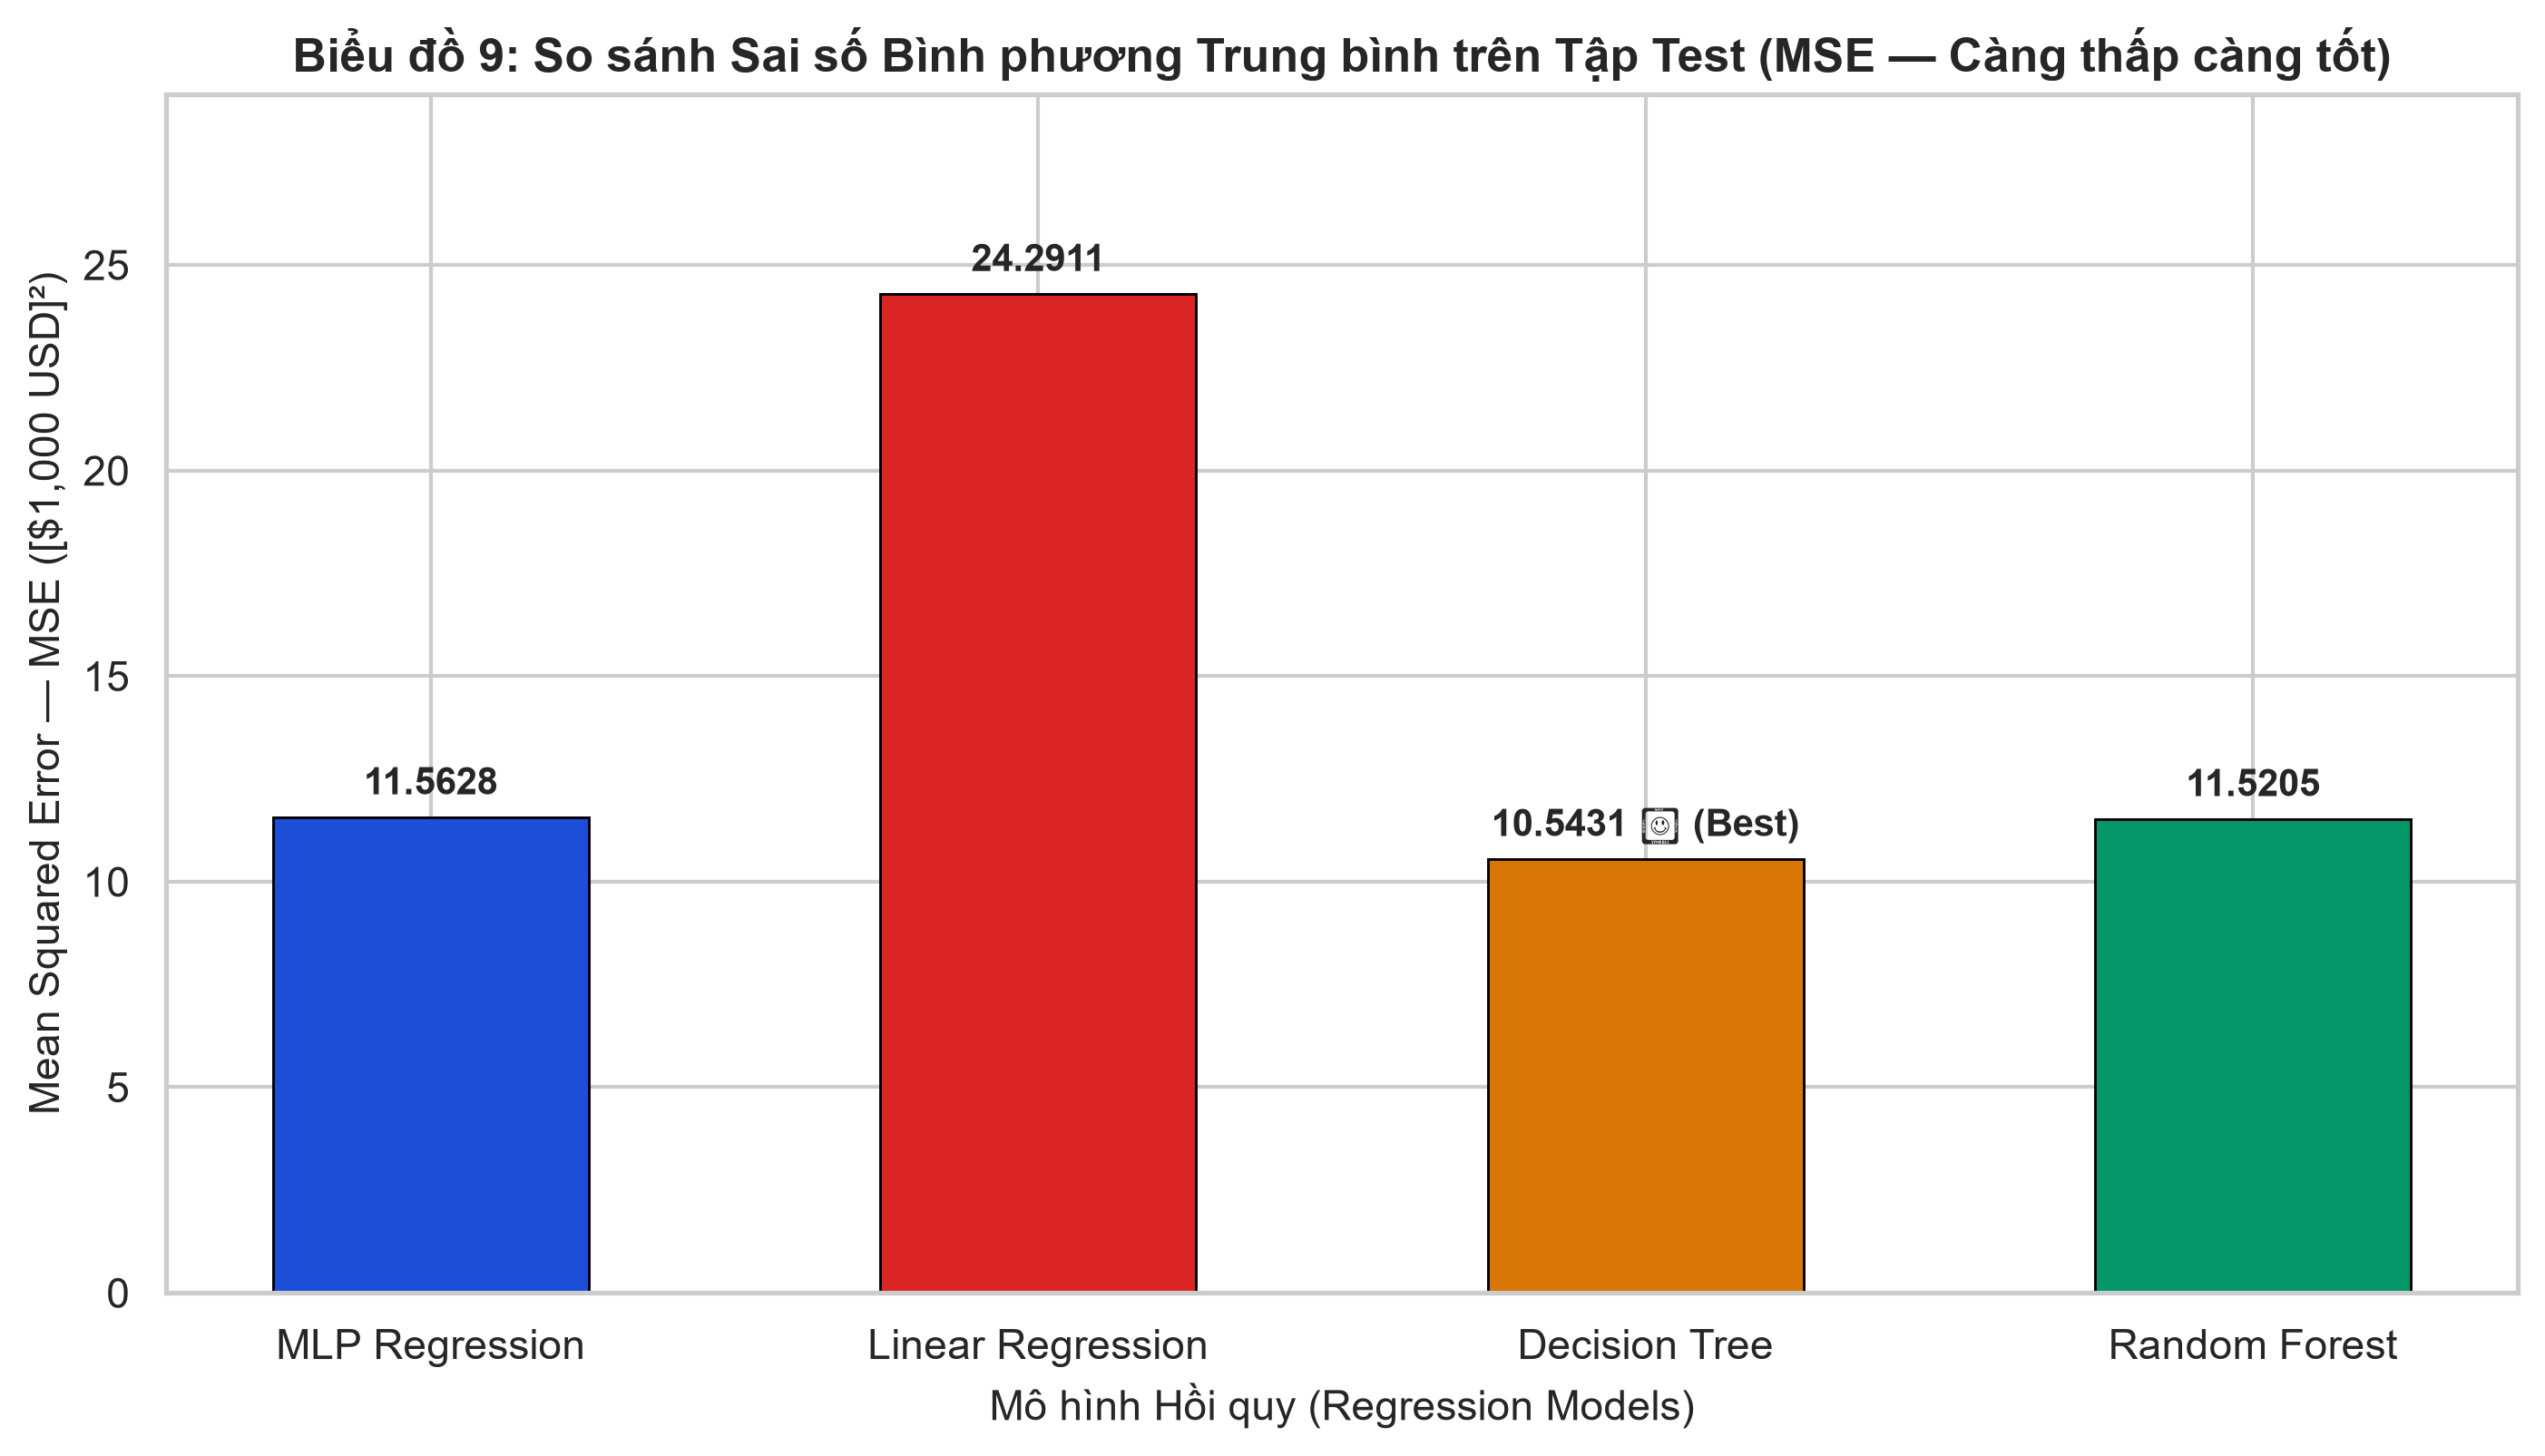 Biểu đồ 9: So sánh Sai số Bình phương Trung bình trên Tập Test (MSE — Càng thấp càng tốt)
Mean Squared Error — MSE ([$1,000 USD]²)
25
20
15
10
5
0
11.5628
24.2911
10.5431 (Best)
11.5205
MLP Regression
Linear Regression
Decision Tree
Random Forest
Mô hình Hồi quy (Regression Models)